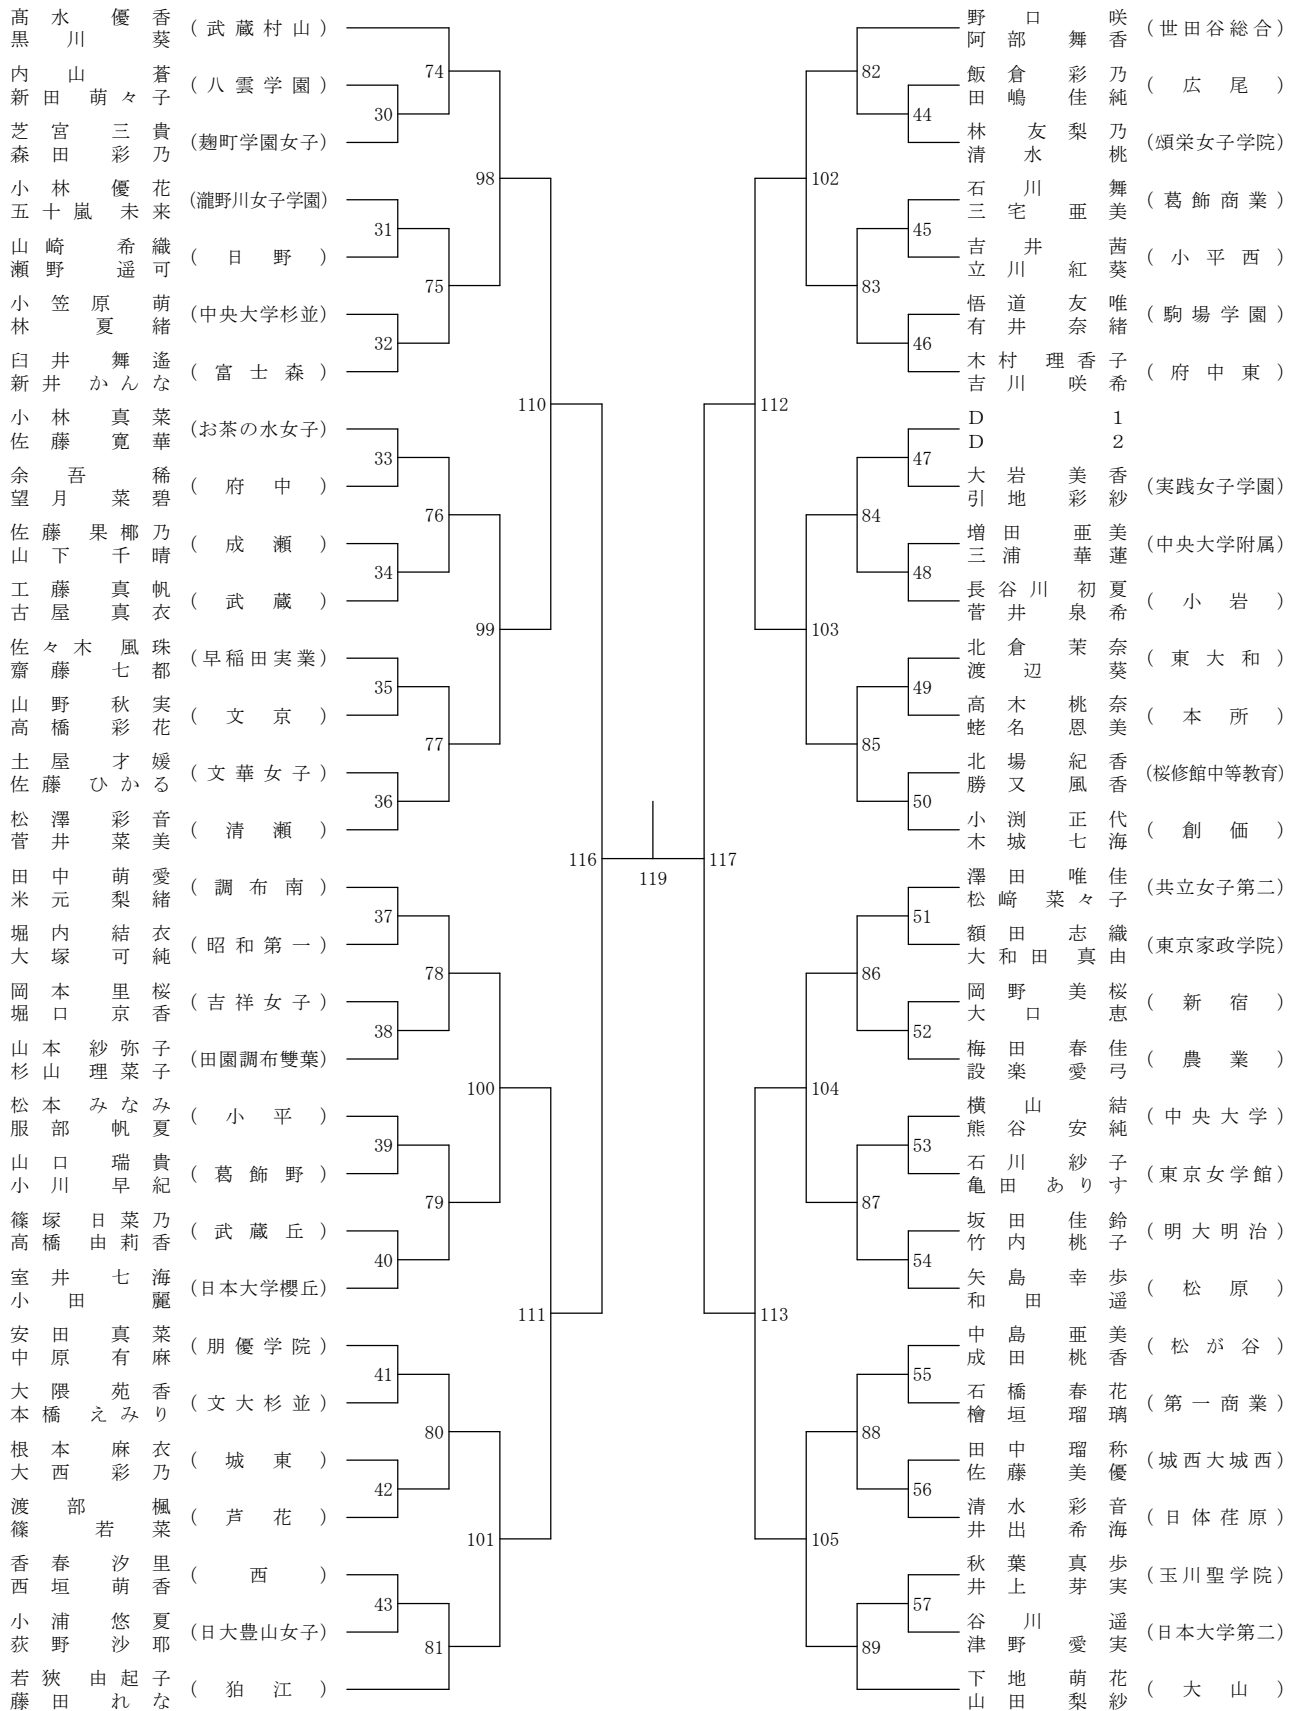 髙水優香
黒川葵
(武蔵村山)
内山蒼
新田萌々子
(八雲学園)
芝宮三貴
森田彩乃
(麹町学園女子)
小林優花
五十嵐未来
(瀧野川女子学園)
山崎希織
瀬野遥可
(日野)
小笠原萌
林夏緒
(中央大学杉並)
臼井舞遙
新井かんな
(富士森)
小林真菜
佐藤寛華
(お茶の水女子)
余吾稀
望月菜碧
(府中)
佐藤果椰乃
山下千晴
(成瀬)
工藤真帆
古屋真衣
(武蔵)
佐々木風珠
齋藤七都
(早稲田実業)
山野秋実
高橋彩花
(文京)
土屋才媛
佐藤ひかる
(文華女子)
松澤彩音
菅井菜美
(清瀬)
田中萌愛
米元梨緒
(調布南)
堀内結衣
大塚可純
(昭和第一)
岡本里桜
堀口京香
(吉祥女子)
山本紗弥子
杉山理菜子
(田園調布雙葉)
松本みなみ
服部帆夏
(小平)
山口瑞貴
小川早紀
(葛飾野)
篠塚日菜乃
高橋由莉香
(武蔵丘)
室井七海
小田麗
(日本大学櫻丘)
安田真菜
中原有麻
(朋優学院)
大隈苑香
本橋えみり
(文大杉並)
根本麻衣
大西彩乃
(城東)
渡部楓
篠若菜
(芦花)
香春汐里
西垣萌香
(西)
小浦悠夏
荻野沙耶
(日大豊山女子)
若狹由起子
藤田れな
(狛江)
74
30
98
31
75
32
110
33
76
34
99
35
77
36
116
37
78
38
100
39
79
40
111
41
80
42
101
43
81
119
117
82
44
102
45
83
46
112
47
84
48
103
49
85
50
51
86
52
104
53
87
54
113
55
88
56
105
57
89
野口咲
阿部舞香
(世田谷総合)
飯倉彩乃
田嶋佳純
(広尾)
林友梨乃
清水桃
(頌栄女子学院)
石川舞
三宅亜美
(葛飾商業)
吉井茜
立川紅葵
(小平西)
悟道友唯
有井奈緒
(駒場学園)
木村理香子
吉川咲希
(府中東)
D 1
D 2
大岩美香
引地彩紗
(実践女子学園)
増田亜美
三浦華蓮
(中央大学附属)
長谷川初夏
菅井泉希
(小岩)
北倉茉奈
渡辺葵
(東大和)
高木桃奈
蛯名恩美
(本所)
北場紀香
勝又風香
(桜修館中等教育)
小渕正代
木城七海
(創価)
澤田唯佳
松﨑菜々子
(共立女子第二)
額田志織
大和田真由
(東京家政学院)
岡野美桜
大口恵
(新宿)
梅田春佳
設楽愛弓
(農業)
横山結
熊谷安純
(中央大学)
石川紗子
亀田ありす
(東京女学館)
坂田佳鈴
竹内桃子
(明大明治)
矢島幸歩
和田遥
(松原)
中島亜美
成田桃香
(松が谷)
石橋春花
檜垣瑠璃
(第一商業)
田中瑠称
佐藤美優
(城西大城西)
清水彩音
井出希海
(日体荏原)
秋葉真歩
井上芽実
(玉川聖学院)
谷川遥
津野愛実
(日本大学第二)
下地萌花
山田梨紗
(大山)